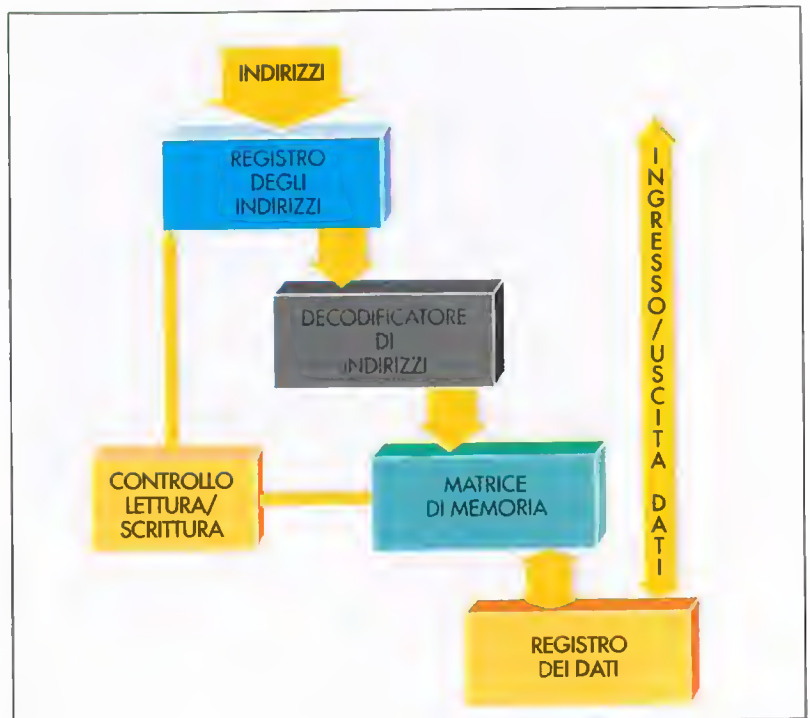 INDIRIZZI
REGISTRO
DEGLI
INDIRIZZI
DECODIFICATORE
DI
INDIRIZZI
CONTROLLO
LETTURA/
SCRITTURA
MATRICE
DI MEMORIA
INGRESSO/USCITA DATI
REGISTRO
DEI DATI